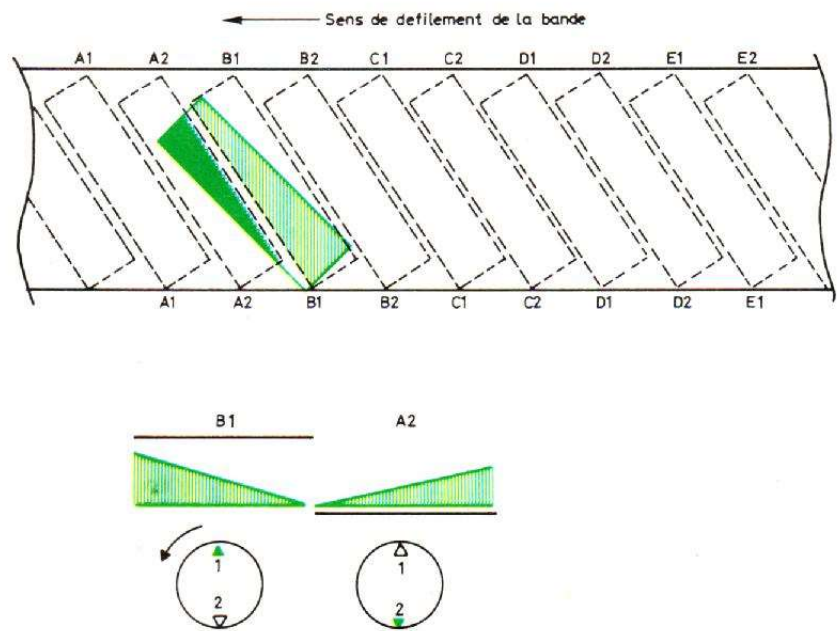 Sens de defilement de la bande
A1 A2 B1 B2 C1 C2 D1 D2 E1 E2
A1 A2 B1 B2 C1 C2 D1 D2 E1
B1 A2
1 1
2 2